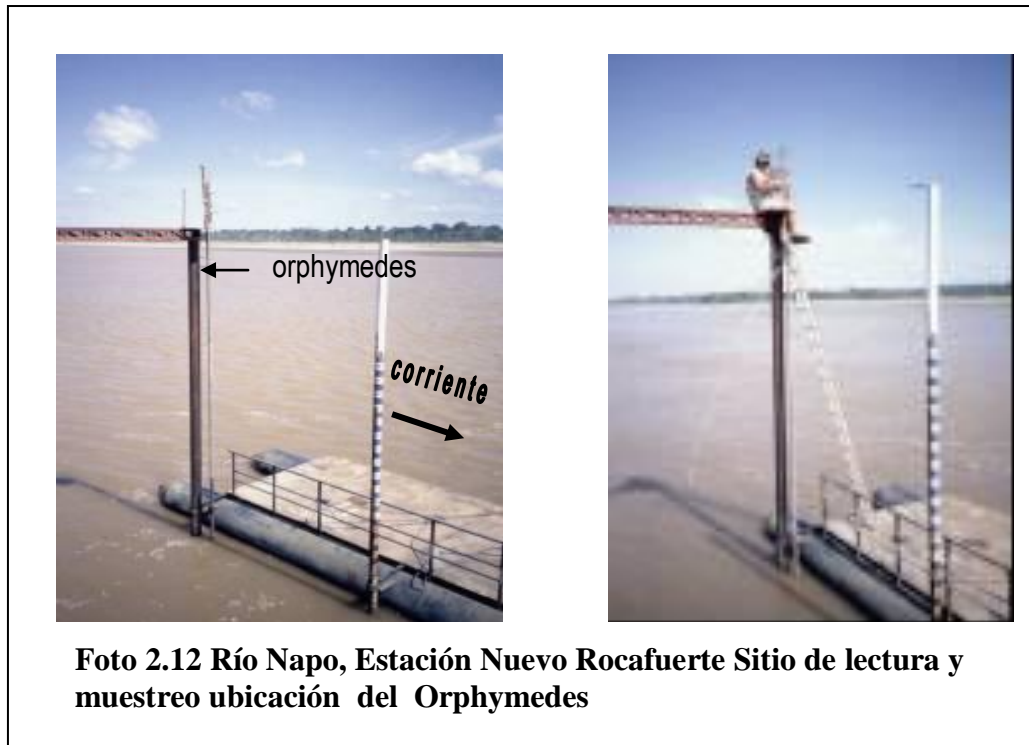 orphymedes
corriente
Foto 2.12 Río Napo, Estación Nuevo Rocafuerte Sitio de lectura y
muestreo ubicación del Orphymedes